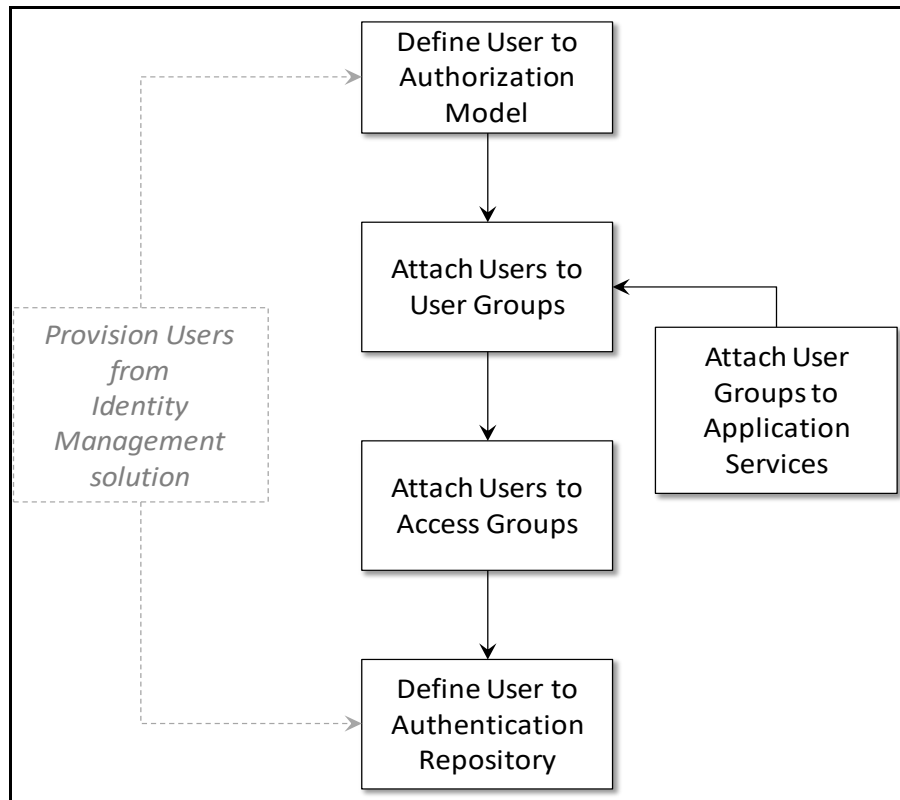 Define User to
Authorization
Model
Attach Users to
User Groups
Provision Users
from
Identity
Management
solution
Attach User
Groups to
Application
Services
Attach Users to
Access Groups
Define User to
Authentication
Repository